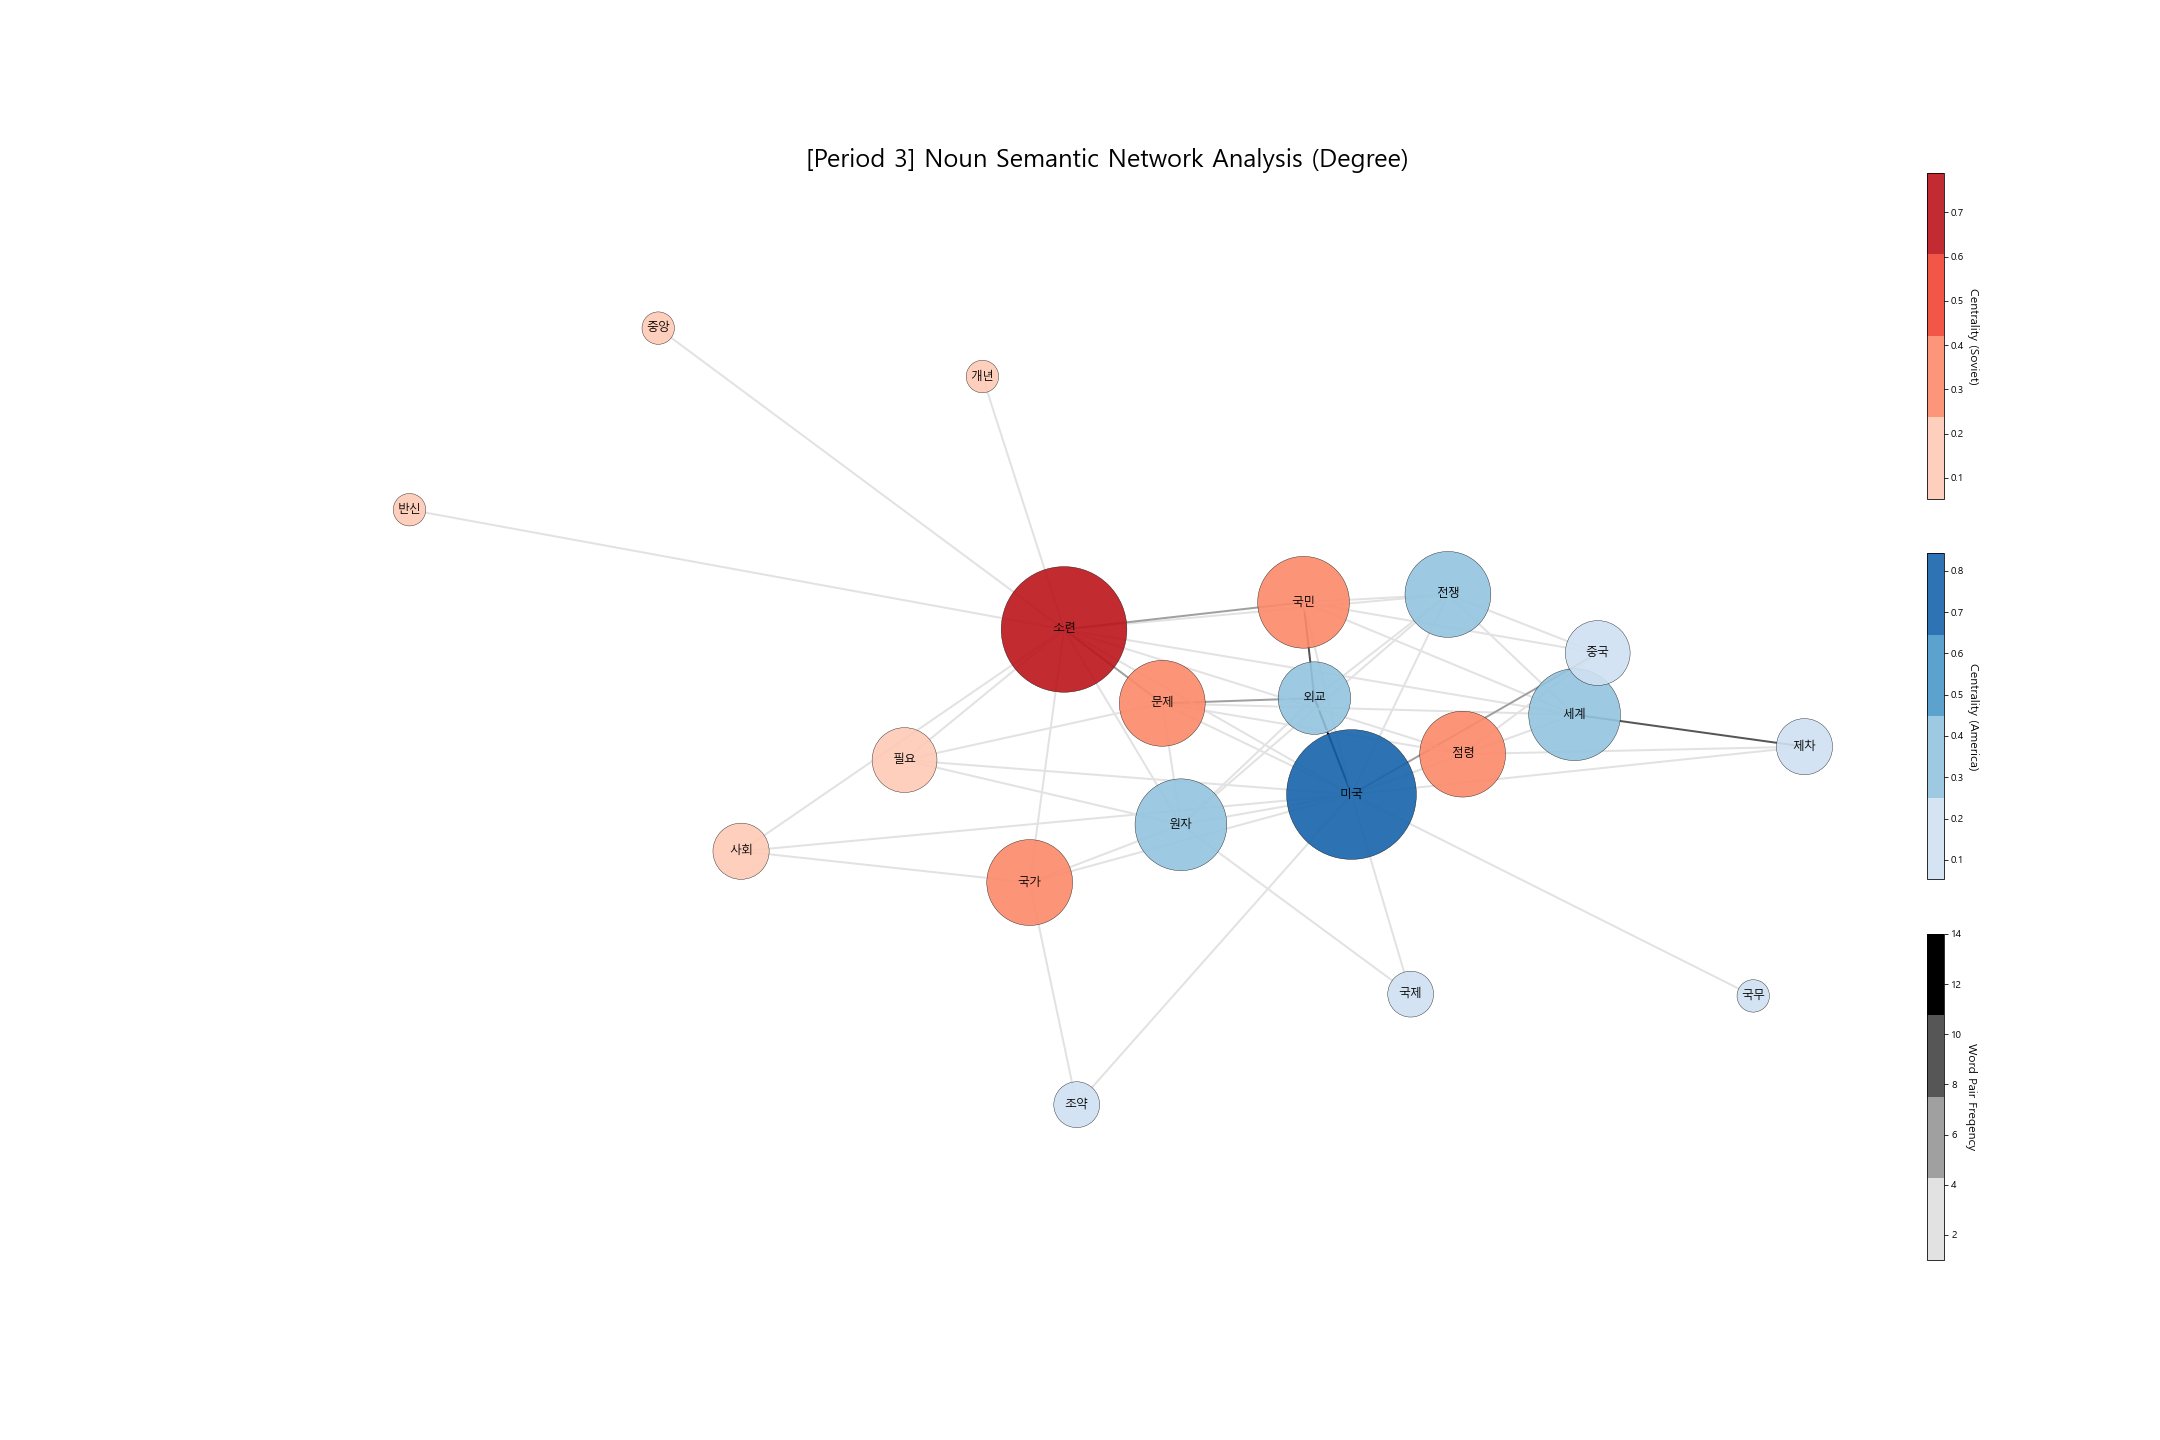 [Period 3] Noun Semantic Network Analysis (Degree)
중앙
개년
반신
소련
국민
전쟁
중국
문제
외교
세계
점령
제차
필요
미국
원자
사회
국가
국제
국무
조약
0.7
0.6
0.5
0.4
0.3
0.2
0.1
Centrality (Soviet)
0.8
0.7
0.6
0.5
0.4
0.3
0.2
0.1
Centrality (America)
14
12
10
8
6
4
2
Word Pair Freqency